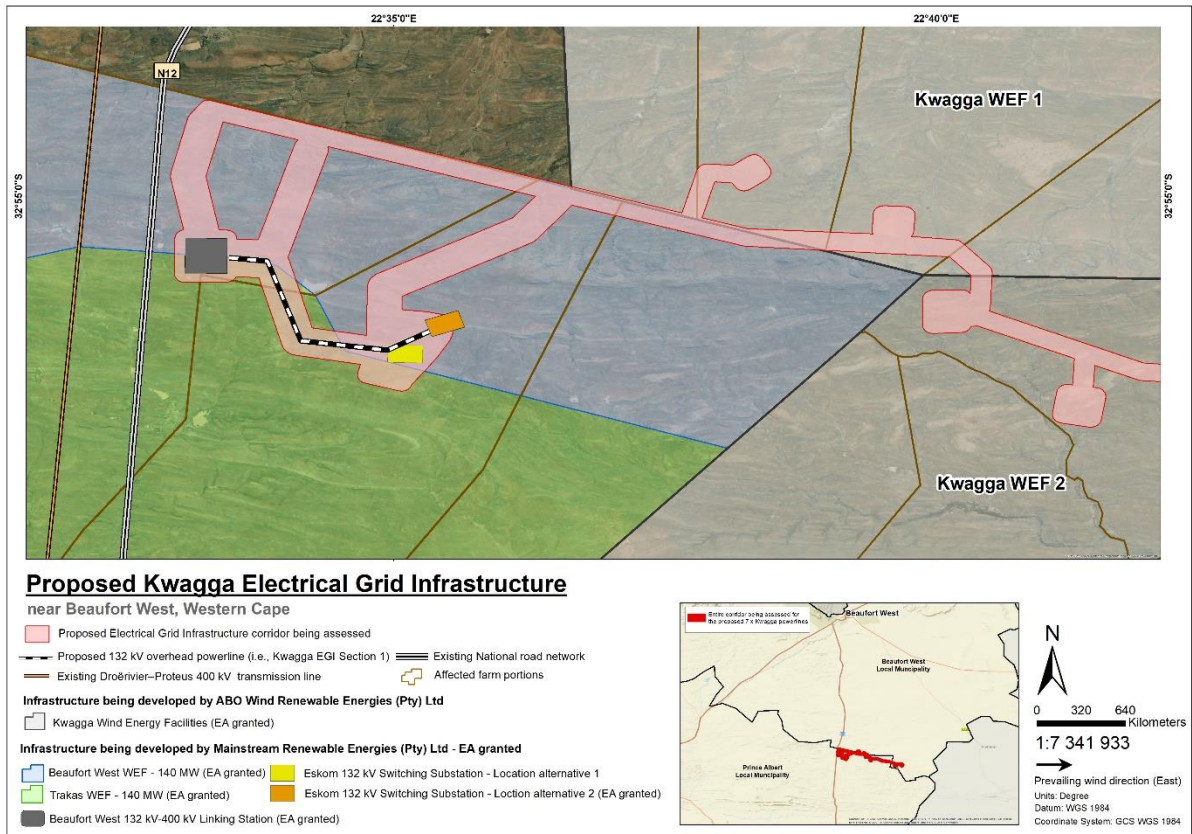 22°35'0"E
22°40'0"E
32°55'0"S
32°55'0"S
N12
Kwagga WEF 1
Kwagga WEF 2
Proposed Kwagga Electrical Grid Infrastructure
near Beaufort West, Western Cape
Proposed Electrical Grid Infrastructure corridor being assessed
Proposed 132 kV overhead powerline (i.e., Kwagga EGI Section 1)
Existing National road network
Existing Droërivier–Proteus 400 kV transmission line
Affected farm portions
Infrastructure being developed by ABO Wind Renewable Energies (Pty) Ltd
Kwagga Wind Energy Facilities (EA granted)
Infrastructure being developed by Mainstream Renewable Energies (Pty) Ltd - EA granted
Beaufort West WEF - 140 MW (EA granted)
Eskom 132 kV Switching Substation - Location alternative 1
Trakas WEF - 140 MW (EA granted)
Eskom 132 kV Switching Substation - Loction alternative 2 (EA granted)
Beaufort West 132 kV-400 kV Linking Station (EA granted)
Entire corridor being assessed for
the proposed 7 x Kwagga powerlines
Beaufort West
Beaufort West
Local Municipality
Prince Albert
Local Muncipality
N
0 320 640
Kilometers
1:7 341 933
Prevailing wind direction (East)
Units: Degree
Datum: WGS 1984
Coordinate System: GCS WGS 1984